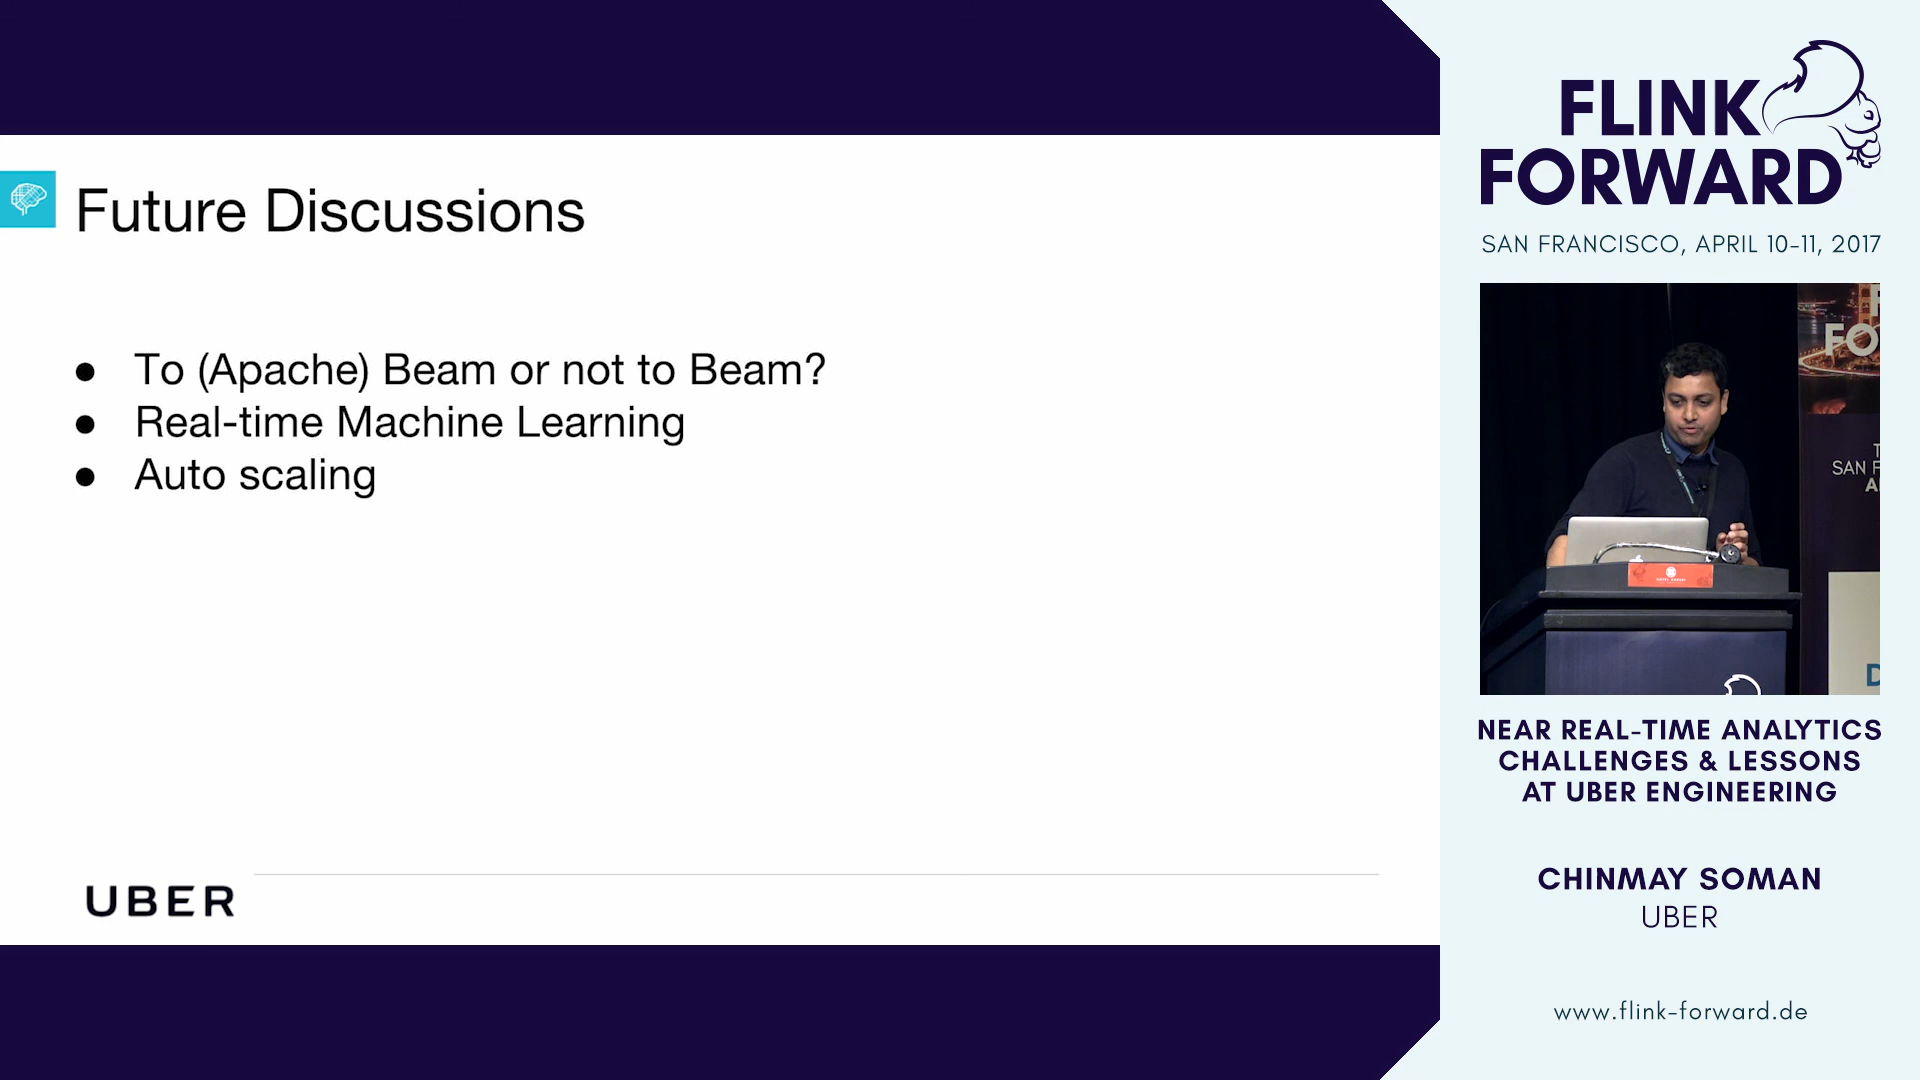 FLINK
FORWARD
SAN FRANCISCO, APRIL 10-11, 2017
Future Discussions
● To (Apache) Beam or not to Beam?
● Real-time Machine Learning
● Auto scaling
UBER
FO
SAN F
NEAR REAL-TIME ANALYTICS
CHALLENGES & LESSONS
AT UBER ENGINEERING
CHINMAY SOMAN
UBER
www.flink-forward.de